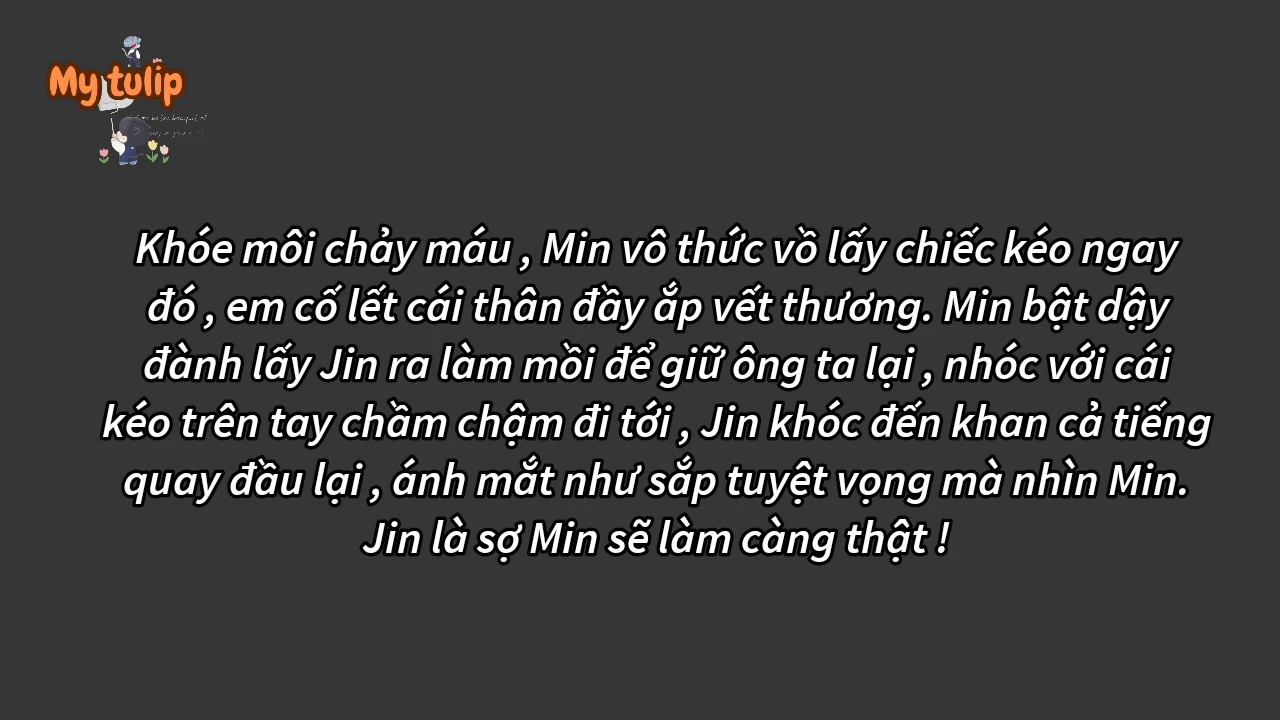 My tulip
Khóe môi chảy máu , Min vô thức vồ lấy chiếc kéo ngay
đó , em cố lết cái thân đầy ắp vết thương. Min bật dậy
đành lấy Jin ra làm mồi để giữ ông ta lại , nhóc với cái
kéo trên tay chầm chậm đi tới , Jin khóc đến khan cả tiếng
quay đầu lại , ánh mắt như sắp tuyệt vọng mà nhìn Min.
Jin là sợ Min sẽ làm càng thật !